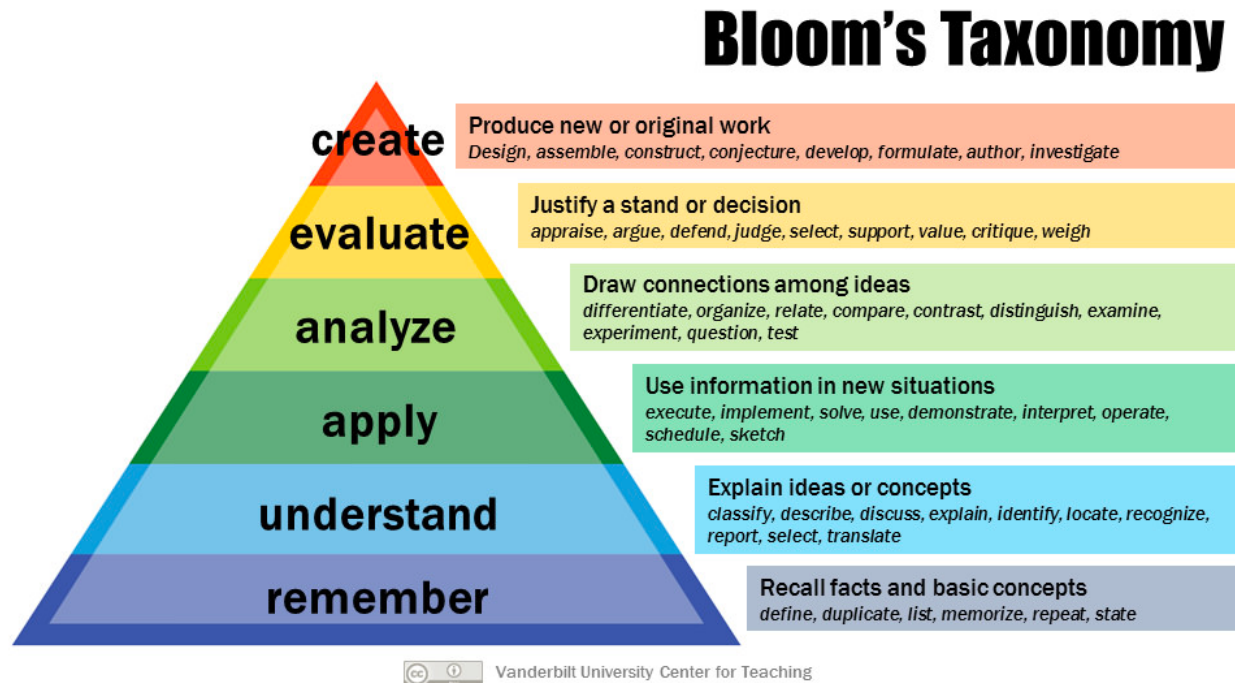 Bloom's Taxonomy
create
Produce new or original work
Design, assemble, construct, conjecture, develop, formulate, author, investigate
evaluate
Justify a stand or decision
appraise, argue, defend, judge, select, support, value, critique, weigh
analyze
Draw connections among ideas
differentiate, organize, relate, compare, contrast, distinguish, examine,
experiment, question, test
apply
Use information in new situations
execute, implement, solve, use, demonstrate, interpret, operate,
schedule, sketch
understand
Explain ideas or concepts
classify, describe, discuss, explain, identify, locate, recognize,
report, select, translate
remember
Recall facts and basic concepts
define, duplicate, list, memorize, repeat, state
cc
Vanderbilt University Center for Teaching